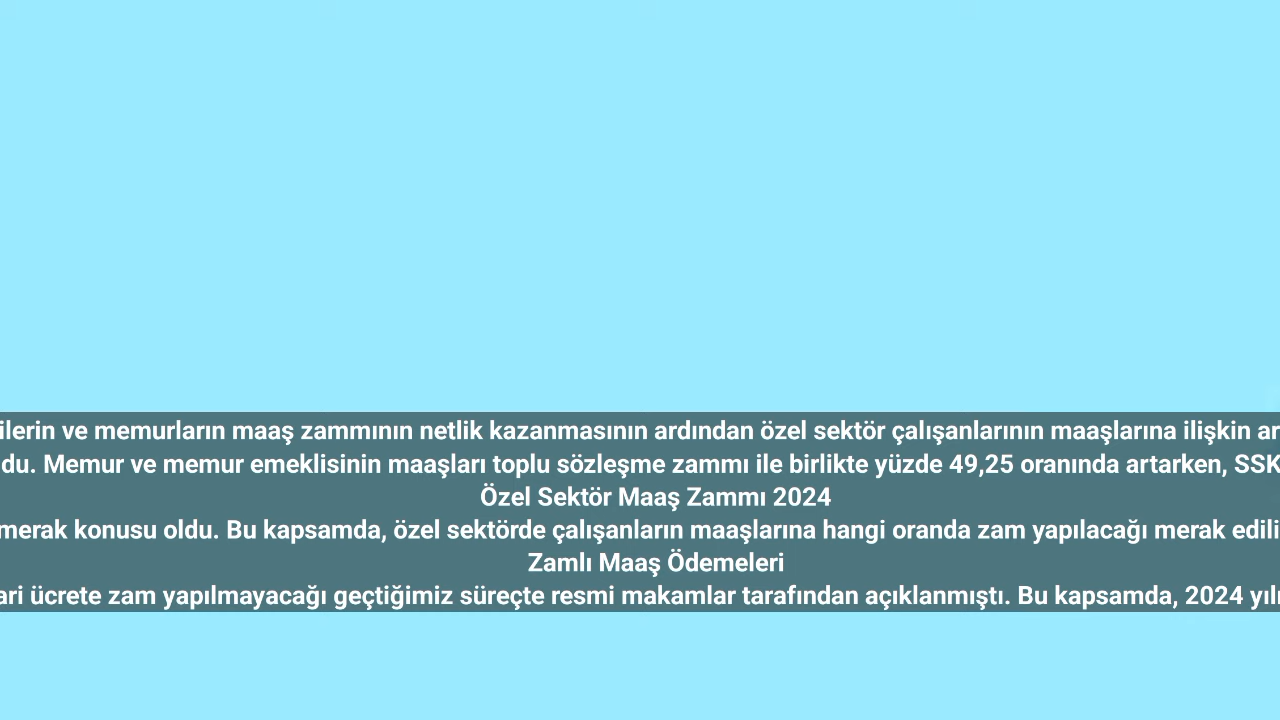 ilerin ve memurların maaş zammının netlik kazanmasının ardından özel sektör çalışanlarının maaşlarına ilişkin ar
du. Memur ve memur emeklisinin maaşları toplu sözleşme zammı ile birlikte yüzde 49,25 oranında artarken, SSK
Özel Sektör Maaş Zammı 2024
merak konusu oldu. Bu kapsamda, özel sektörde çalışanların maaşlarına hangi oranda zam yapılacağı merak edili
Zamlı Maaş Ödemeleri
ari ücrete zam yapılmayacağı geçtiğimiz süreçte resmi makamlar tarafından açıklanmıştı. Bu kapsamda, 2024 yılı